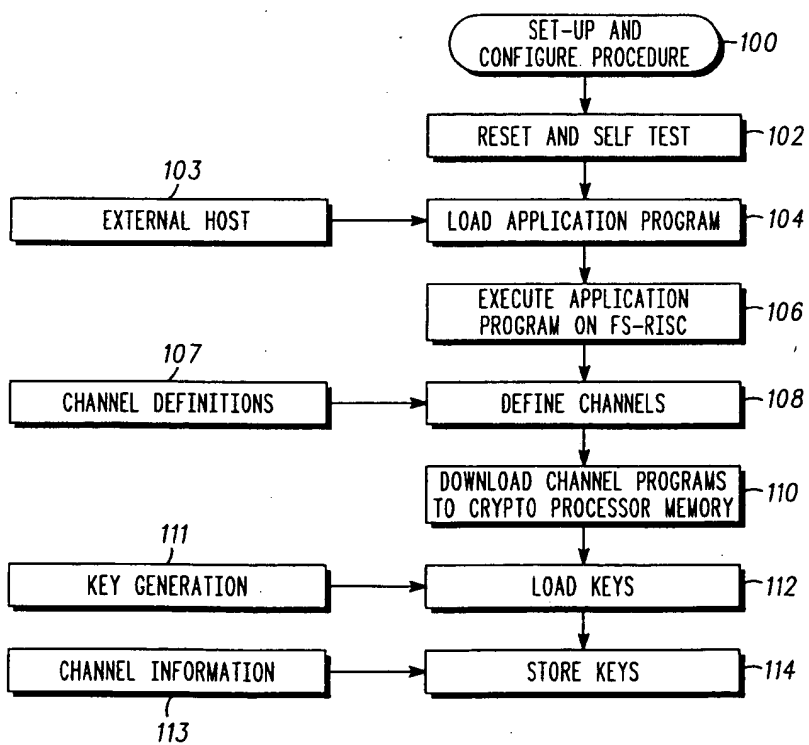 SET-UP AND
CONFIGURE PROCEDURE
100
RESET AND SELF TEST
102
103
EXTERNAL HOST
LOAD APPLICATION PROGRAM
104
EXECUTE APPLICATION
PROGRAM ON FS-RISC
106
107
CHANNEL DEFINITIONS
DEFINE CHANNELS
108
DOWNLOAD CHANNEL PROGRAMS
TO CRYPTO PROCESSOR MEMORY
110
111
KEY GENERATION
LOAD KEYS
112
CHANNEL INFORMATION
STORE KEYS
114
113